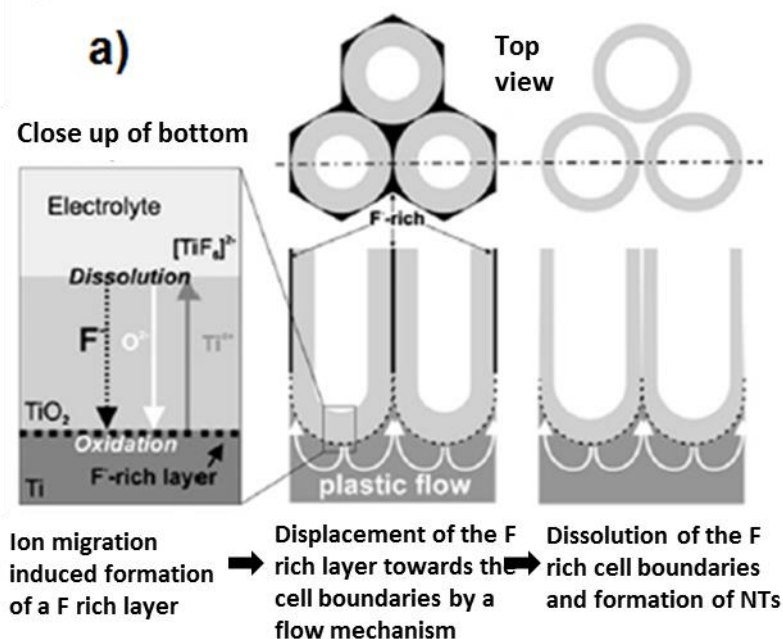 a)
Top
view
Close up of bottom
Electrolyte
[TiF₆]²⁻
Dissolution
F⁻
O²⁻
Ti⁴⁺
TiO₂
Oxidation
F⁻-rich layer
Ti
F⁻-rich
plastic flow
Ion migration
induced formation
of a F rich layer
Displacement of the F
rich layer towards the
cell boundaries by a
flow mechanism
Dissolution of the F
rich cell boundaries
and formation of NTs